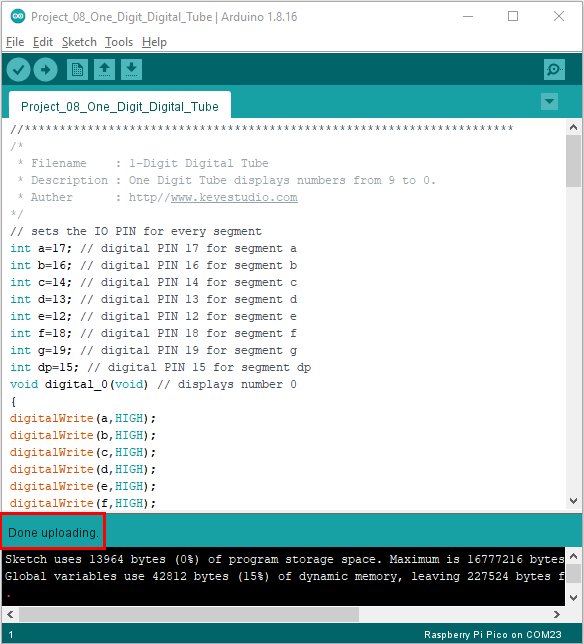 Project_08_One_Digit_Digital_Tube | Arduino 1.8.16
File Edit Sketch Tools Help
Project_08_One_Digit_Digital_Tube
//**********************************************************************
/*
 * Filename    : 1-Digit Digital Tube
 * Description : One Digit Tube displays numbers from 9 to 0.
 * Auther      : http//www.keyestudio.com
*/
// sets the IO PIN for every segment
int a=17; // digital PIN 17 for segment a
int b=16; // digital PIN 16 for segment b
int c=14; // digital PIN 14 for segment c
int d=13; // digital PIN 13 for segment d
int e=12; // digital PIN 12 for segment e
int f=18; // digital PIN 18 for segment f
int g=19; // digital PIN 19 for segment g
int dp=15; // digital PIN 15 for segment dp
void digital_0(void) // displays number 0
{
digitalWrite(a,HIGH);
digitalWrite(b,HIGH);
digitalWrite(c,HIGH);
digitalWrite(d,HIGH);
digitalWrite(e,HIGH);
digitalWrite(f,HIGH);
Done uploading.
Sketch uses 13964 bytes (0%) of program storage space. Maximum is 16777216 bytes
Global variables use 42812 bytes (15%) of dynamic memory, leaving 227524 bytes f
.
1 Raspberry Pi Pico on COM23